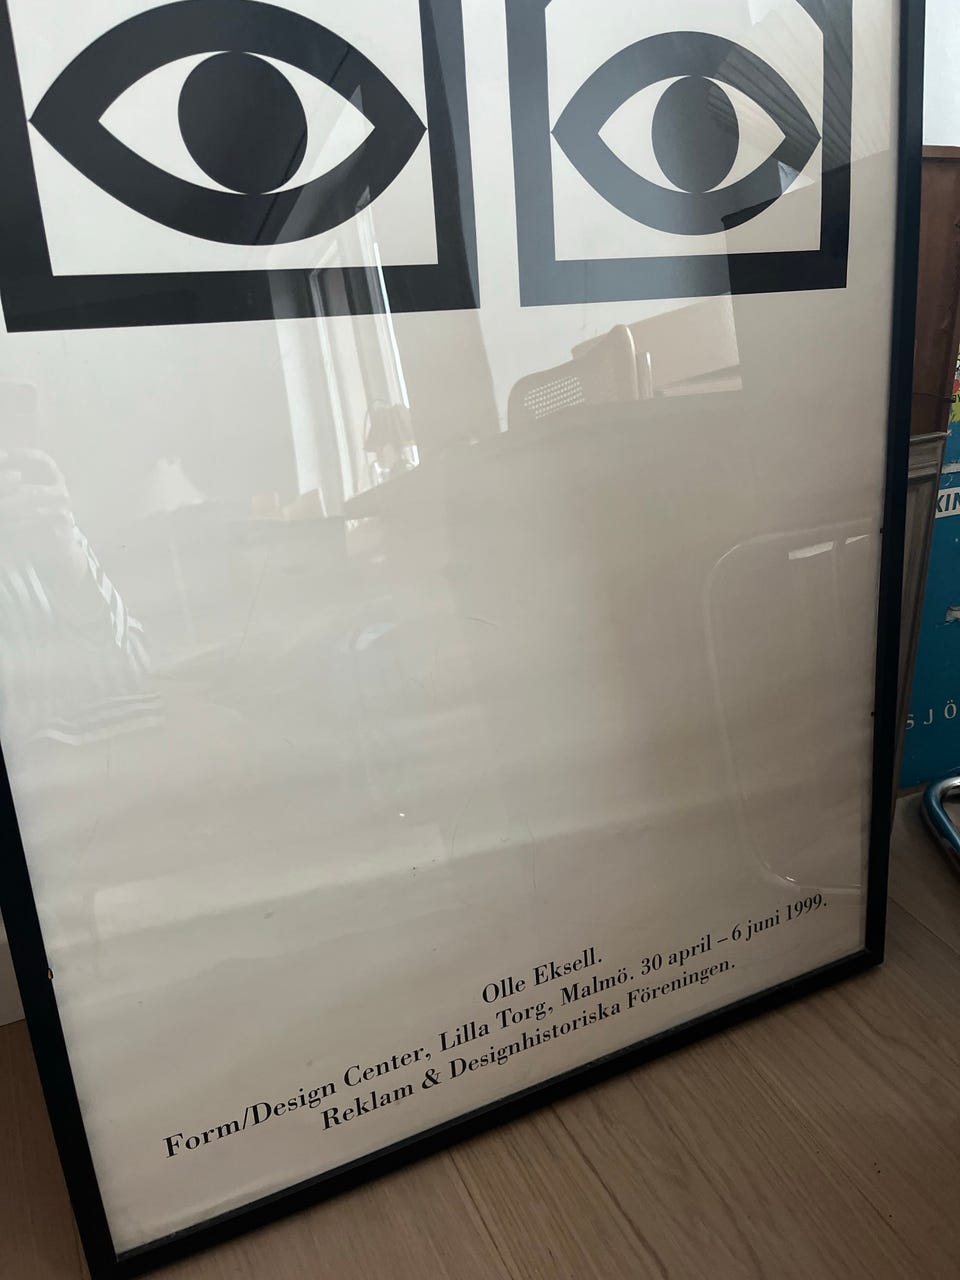 Olle Eksell.
Form/Design Center, Lilla Torg, Malmö. 30 april – 6 juni 1999.
Reklam & Designhistoriska Föreningen.